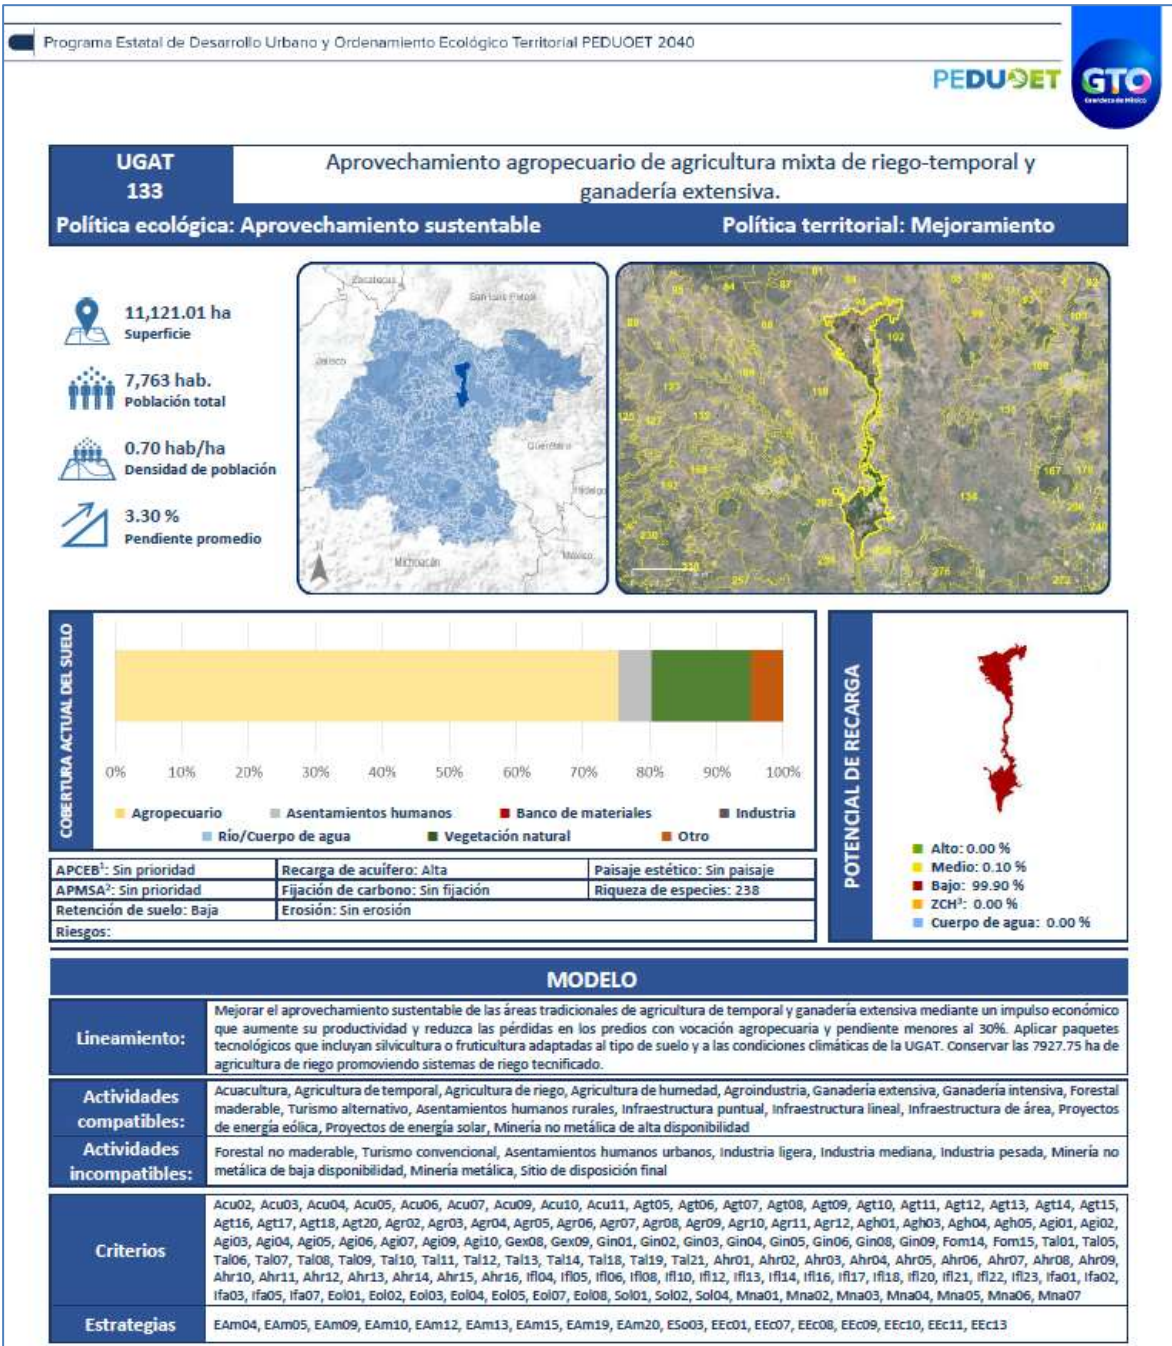 Programa Estatal de Desarrollo Urbano y Ordenamiento Ecológico Territorial PEDUOET 2040
PEDUOET
GTO
Grandeza de México
UGAT
133
Aprovechamiento agropecuario de agricultura mixta de riego-temporal y
ganadería extensiva.
Política ecológica: Aprovechamiento sustentable
Política territorial: Mejoramiento
11,121.01 ha
Superficie
7,763 hab.
Población total
0.70 hab/ha
Densidad de población
3.30 %
Pendiente promedio
Zacatecas
San Luis Potosí
Jalisco
Querétaro
Hidalgo
México
Michoacán
N
COBERTURA ACTUAL DEL SUELO
0% 10% 20% 30% 40% 50% 60% 70% 80% 90% 100%
Agropecuario Asentamientos humanos Banco de materiales Industria
Río/Cuerpo de agua Vegetación natural Otro
APCEB¹: Sin prioridad Recarga de acuífero: Alta Paisaje estético: Sin paisaje
APMSA²: Sin prioridad Fijación de carbono: Sin fijación Riqueza de especies: 238
Retención de suelo: Baja Erosión: Sin erosión
Riesgos:
POTENCIAL DE RECARGA
Alto: 0.00 %
Medio: 0.10 %
Bajo: 99.90 %
ZCH³: 0.00 %
Cuerpo de agua: 0.00 %
MODELO
Lineamiento:
Mejorar el aprovechamiento sustentable de las áreas tradicionales de agricultura de temporal y ganadería extensiva mediante un impulso económico
que aumente su productividad y reduzca las pérdidas en los predios con vocación agropecuaria y pendiente menores al 30%. Aplicar paquetes
tecnológicos que incluyan silvicultura o fruticultura adaptadas al tipo de suelo y a las condiciones climáticas de la UGAT. Conservar las 7927.75 ha de
agricultura de riego promoviendo sistemas de riego tecnificado.
Actividades
compatibles:
Acuacultura, Agricultura de temporal, Agricultura de riego, Agricultura de humedad, Agroindustria, Ganadería extensiva, Ganadería intensiva, Forestal
maderable, Turismo alternativo, Asentamientos humanos rurales, Infraestructura puntual, Infraestructura lineal, Infraestructura de área, Proyectos
de energía eólica, Proyectos de energía solar, Minería no metálica de alta disponibilidad
Actividades
incompatibles:
Forestal no maderable, Turismo convencional, Asentamientos humanos urbanos, Industria ligera, Industria mediana, Industria pesada, Minería no
metálica de baja disponibilidad, Minería metálica, Sitio de disposición final
Criterios
Acu02, Acu03, Acu04, Acu05, Acu06, Acu07, Acu09, Acu10, Acu11, Agt05, Agt06, Agt07, Agt08, Agt09, Agt10, Agt11, Agt12, Agt13, Agt14, Agt15,
Agt16, Agt17, Agt18, Agt20, Agr02, Agr03, Agr04, Agr05, Agr06, Agr07, Agr08, Agr09, Agr10, Agr11, Agr12, Agh01, Agh03, Agh04, Agh05, Agi01, Agi02,
Agi03, Agi04, Agi05, Agi06, Agi07, Agi09, Agi10, Gex08, Gex09, Gin01, Gin02, Gin03, Gin04, Gin05, Gin06, Gin08, Gin09, Fom14, Fom15, Tal01, Tal05,
Tal06, Tal07, Tal08, Tal09, Tal10, Tal11, Tal12, Tal13, Tal14, Tal18, Tal19, Tal21, Ahr01, Ahr02, Ahr03, Ahr04, Ahr05, Ahr06, Ahr07, Ahr08, Ahr09,
Ahr10, Ahr11, Ahr12, Ahr13, Ahr14, Ahr15, Ahr16, Ifl04, Ifl05, Ifl06, Ifl08, Ifl10, Ifl12, Ifl13, Ifl14, Ifl16, Ifl17, Ifl18, Ifl20, Ifl21, Ifl22, Ifl23, Ifa01, Ifa02,
Ifa03, Ifa05, Ifa07, Eol01, Eol02, Eol03, Eol04, Eol05, Eol07, Eol08, Sol01, Sol02, Sol04, Mna01, Mna02, Mna03, Mna04, Mna05, Mna06, Mna07
Estrategias
EAm04, EAm05, EAm09, EAm10, EAm12, EAm13, EAm15, EAm19, EAm20, ESo03, EEc01, EEc07, EEc08, EEc09, EEc10, EEc11, EEc13